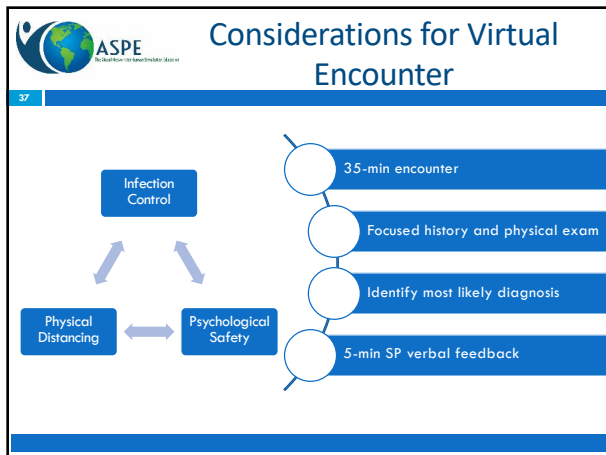 ASPE
Considerations for Virtual
Encounter
37
Infection
Control
Physical
Distancing
Psychological
Safety
35-min encounter
Focused history and physical exam
Identify most likely diagnosis
5-min SP verbal feedback